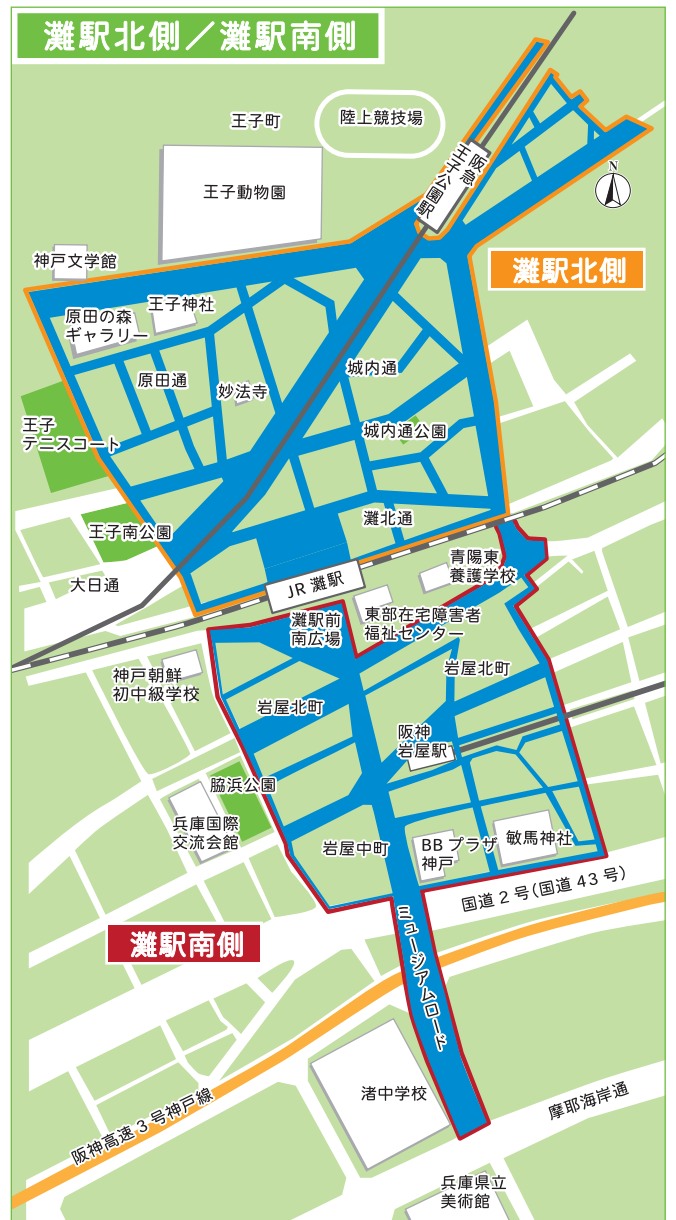 灘駅北側／灘駅南側
王子町
陸上競技場
王子動物園
阪急
王子公園駅
N
神戸文学館
灘駅北側
王子神社
原田の森
ギャラリー
城内通
原田通
妙法寺
王子
テニスコート
城内通公園
灘北通
王子南公園
青陽東
養護学校
大日通
JR 灘駅
東部在宅障害者
福祉センター
灘駅前
南広場
神戸朝鮮
初中級学校
岩屋北町
岩屋北町
阪神
岩屋駅
脇浜公園
兵庫国際
交流会館
岩屋中町
BB プラザ
神戸
敏馬神社
国道 2 号(国道 43 号)
灘駅南側
ミュージアムロード
渚中学校
阪神高速 3 号神戸線
摩耶海岸通
兵庫県立
美術館